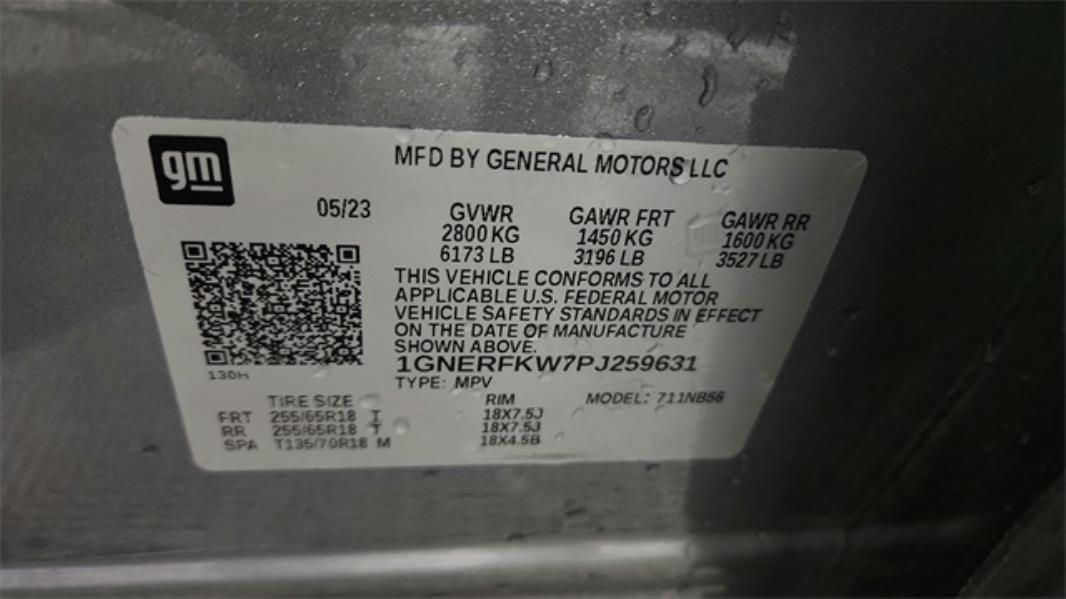 gm
MFD BY GENERAL MOTORS LLC
05/23
GVWR GAWR FRT GAWR RR
2800 KG 1450 KG 1600 KG
6173 LB 3196 LB 3527 LB
THIS VEHICLE CONFORMS TO ALL
APPLICABLE U.S. FEDERAL MOTOR
VEHICLE SAFETY STANDARDS IN EFFECT
ON THE DATE OF MANUFACTURE
SHOWN ABOVE.
1GNERFKW7PJ259631
130H
TYPE: MPV
TIRE SIZE RIM MODEL: 711NB56
FRT 255/65R18 T 18X7.5J
RR 255/65R18 T 18X7.5J
SPA T135/70R18 M 18X4.5B